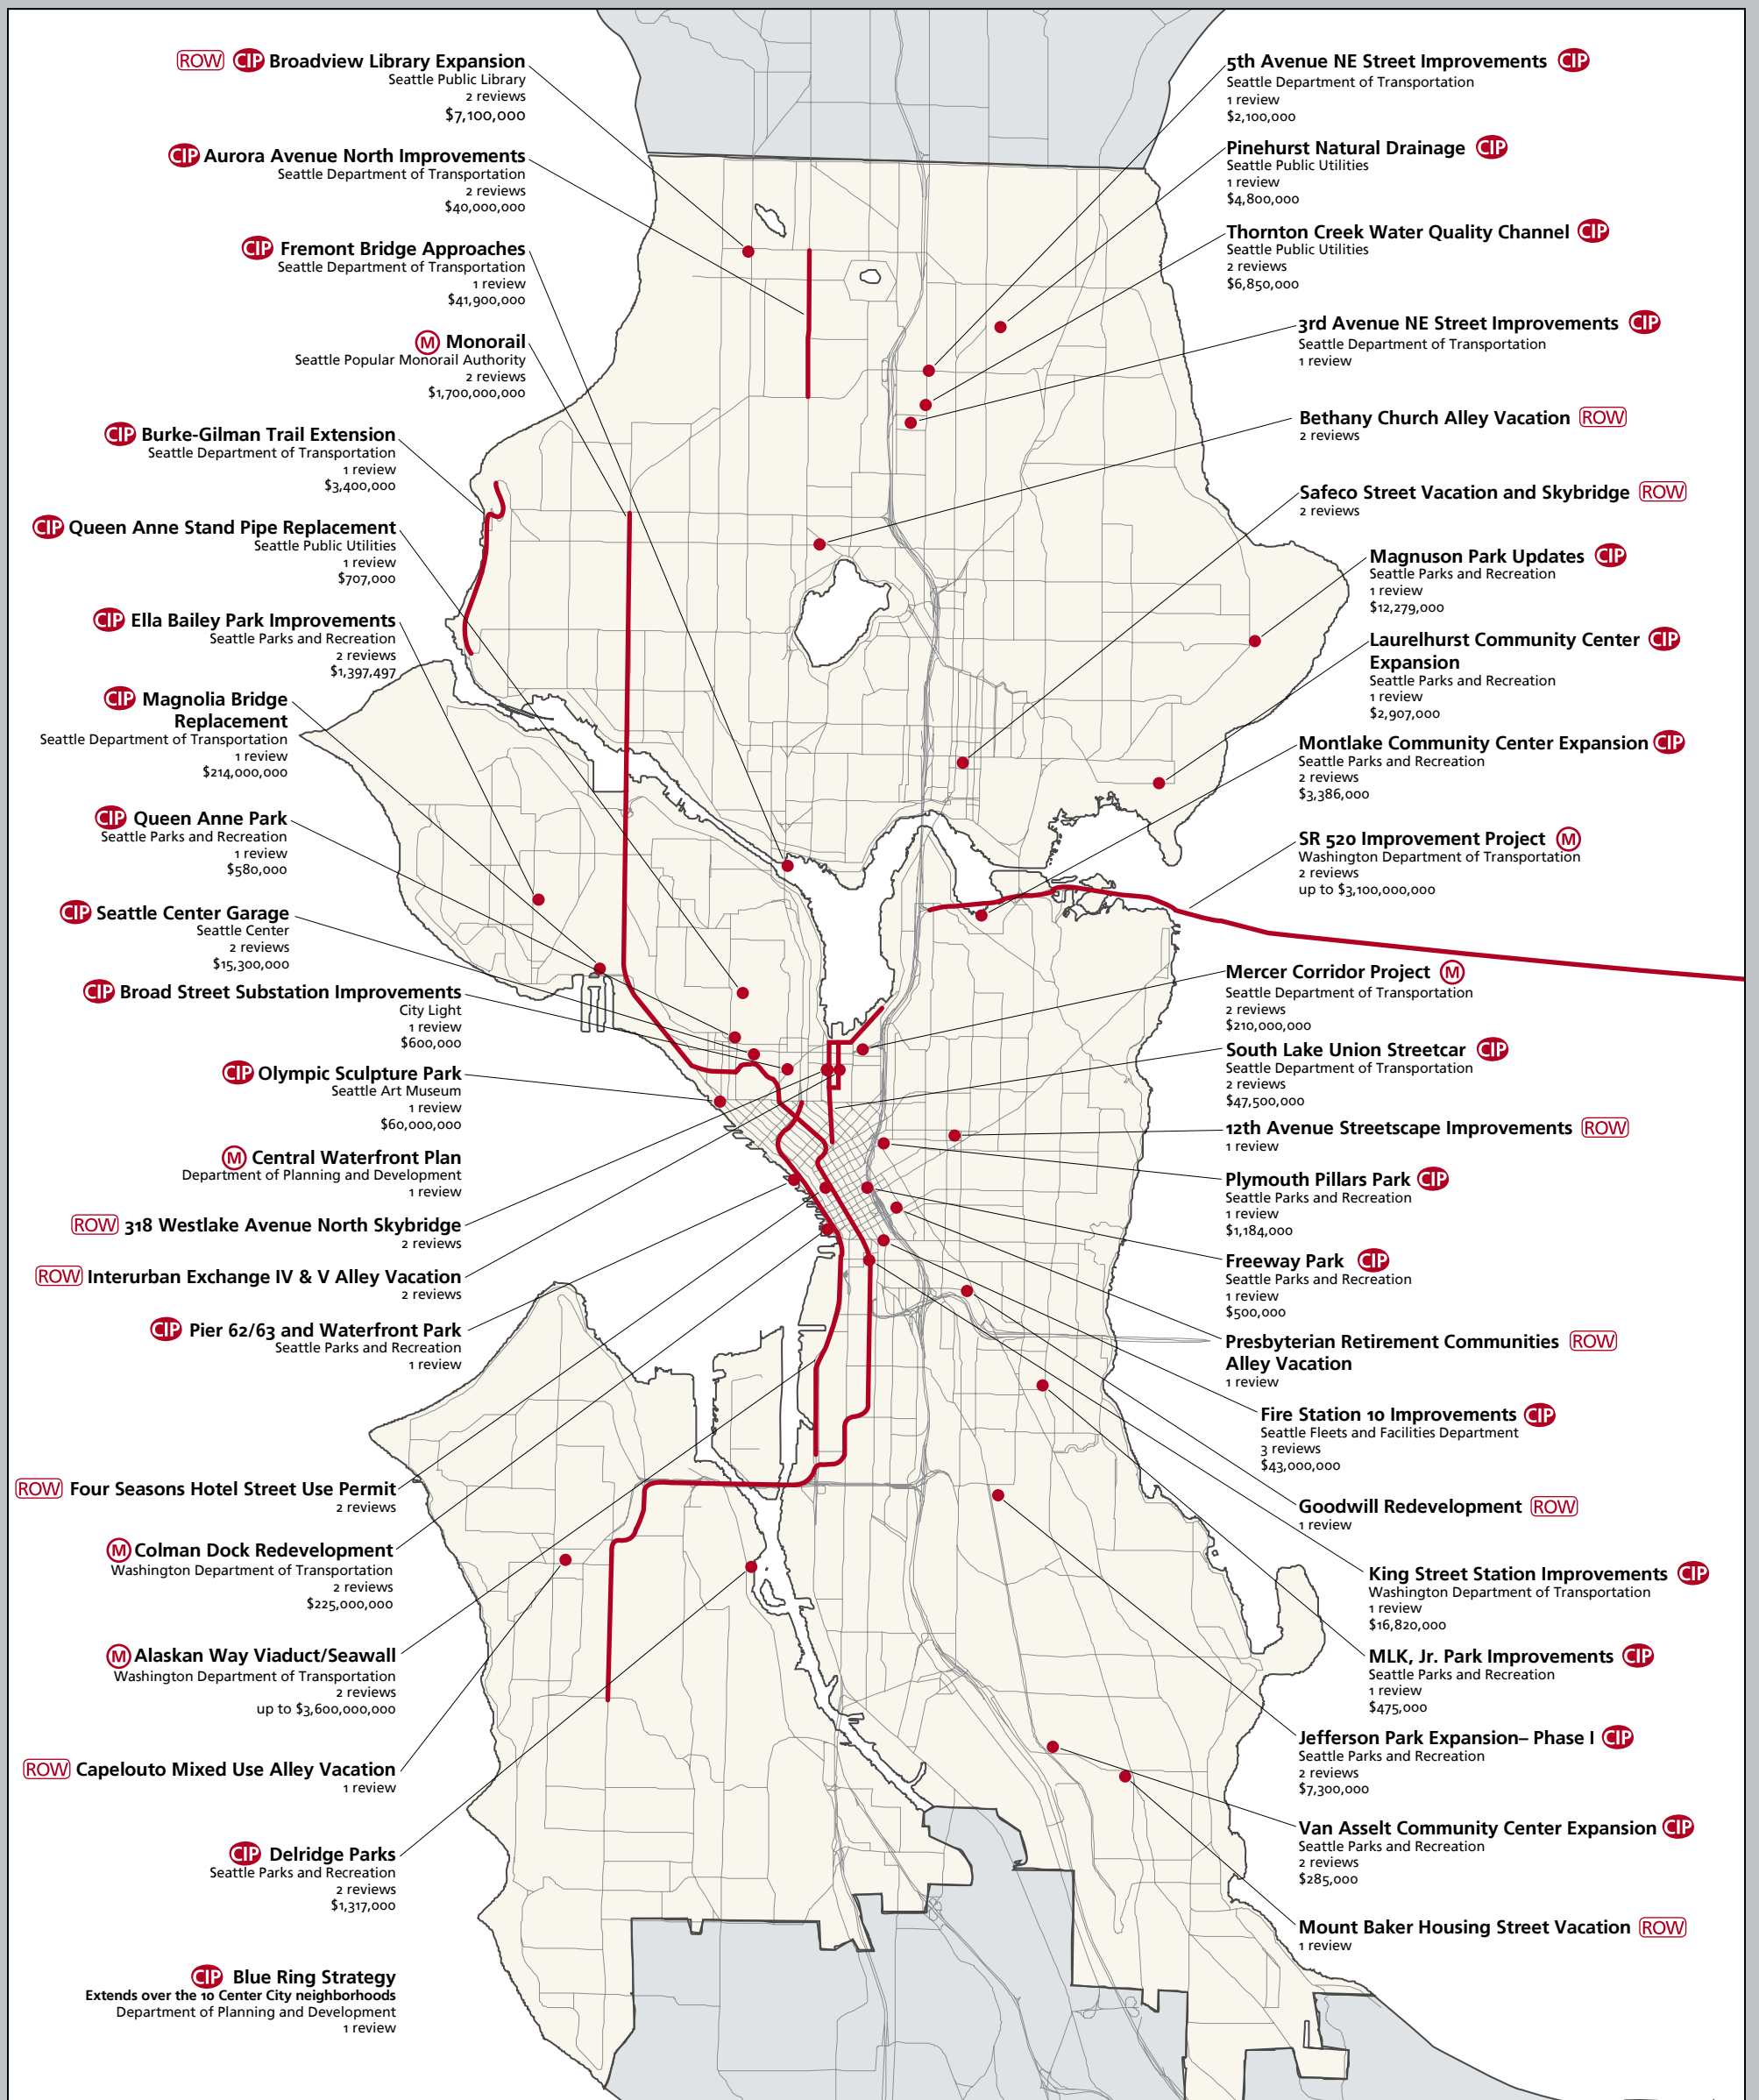 ROW CIP Broadview Library Expansion
Seattle Public Library
2 reviews
$7,100,000
CIP Aurora Avenue North Improvements
Seattle Department of Transportation
2 reviews
$40,000,000
CIP Fremont Bridge Approaches
Seattle Department of Transportation
1 review
$41,900,000
M Monorail
Seattle Popular Monorail Authority
2 reviews
$1,700,000,000
CIP Burke-Gilman Trail Extension
Seattle Department of Transportation
1 review
$3,400,000
CIP Queen Anne Stand Pipe Replacement
Seattle Public Utilities
1 review
$707,000
CIP Ella Bailey Park Improvements
Seattle Parks and Recreation
2 reviews
$1,397,497
CIP Magnolia Bridge
Replacement
Seattle Department of Transportation
1 review
$214,000,000
CIP Queen Anne Park
Seattle Parks and Recreation
1 review
$580,000
CIP Seattle Center Garage
Seattle Center
2 reviews
$15,300,000
CIP Broad Street Substation Improvements
City Light
1 review
$600,000
CIP Olympic Sculpture Park
Seattle Art Museum
1 review
$60,000,000
M Central Waterfront Plan
Department of Planning and Development
1 review
ROW 318 Westlake Avenue North Skybridge
2 reviews
ROW Interurban Exchange IV & V Alley Vacation
2 reviews
CIP Pier 62/63 and Waterfront Park
Seattle Parks and Recreation
1 review
ROW Four Seasons Hotel Street Use Permit
2 reviews
M Colman Dock Redevelopment
Washington Department of Transportation
2 reviews
$225,000,000
M Alaskan Way Viaduct/Seawall
Washington Department of Transportation
2 reviews
up to $3,600,000,000
ROW Capelouto Mixed Use Alley Vacation
1 review
CIP Delridge Parks
Seattle Parks and Recreation
2 reviews
$1,317,000
CIP Blue Ring Strategy
Extends over the 10 Center City neighborhoods
Department of Planning and Development
1 review
5th Avenue NE Street Improvements CIP
Seattle Department of Transportation
1 review
$2,100,000
Pinehurst Natural Drainage CIP
Seattle Public Utilities
1 review
$4,800,000
Thornton Creek Water Quality Channel CIP
Seattle Public Utilities
2 reviews
$6,850,000
3rd Avenue NE Street Improvements CIP
Seattle Department of Transportation
1 review
Bethany Church Alley Vacation ROW
2 reviews
Safeco Street Vacation and Skybridge ROW
2 reviews
Magnuson Park Updates CIP
Seattle Parks and Recreation
1 review
$12,279,000
Laurelhurst Community Center CIP
Expansion
Seattle Parks and Recreation
1 review
$2,907,000
Montlake Community Center Expansion CIP
Seattle Parks and Recreation
2 reviews
$3,386,000
SR 520 Improvement Project M
Washington Department of Transportation
2 reviews
up to $3,100,000,000
Mercer Corridor Project M
Seattle Department of Transportation
2 reviews
$210,000,000
South Lake Union Streetcar CIP
Seattle Department of Transportation
2 reviews
$47,500,000
12th Avenue Streetscape Improvements ROW
1 review
Plymouth Pillars Park CIP
Seattle Parks and Recreation
1 review
$1,184,000
Freeway Park CIP
Seattle Parks and Recreation
1 review
$500,000
Presbyterian Retirement Communities ROW
Alley Vacation
1 review
Fire Station 10 Improvements CIP
Seattle Fleets and Facilities Department
3 reviews
$43,000,000
Goodwill Redevelopment ROW
1 review
King Street Station Improvements CIP
Washington Department of Transportation
1 review
$16,820,000
MLK, Jr. Park Improvements CIP
Seattle Parks and Recreation
1 review
$475,000
Jefferson Park Expansion– Phase I CIP
Seattle Parks and Recreation
2 reviews
$7,300,000
Van Asselt Community Center Expansion CIP
Seattle Parks and Recreation
2 reviews
$285,000
Mount Baker Housing Street Vacation ROW
1 review